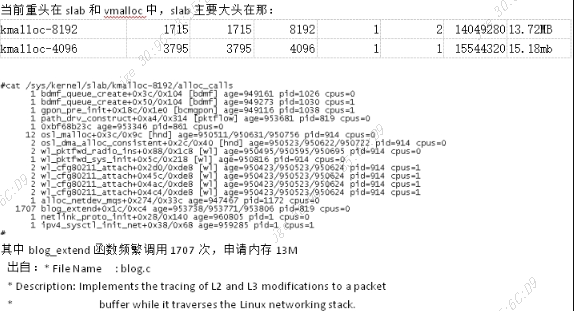 当前重头在 slab 和 vmalloc 中，slab 主要大头在那：
kmalloc-8192 1715 1715 8192 1 2 14049280 13.72MB
kmalloc-4096 3795 3795 4096 1 1 15544320 15.18mb
#cat /sys/kernel/slab/kmalloc-8192/alloc_calls
1 bdmf_queue_create+0x3c/0x104 [bdmf] age=949161 pid=1026 cpus=0
1 bdmf_queue_create+0x50/0x104 [bdmf] age=949273 pid=1030 cpus=1
1 gpon_pre_init+0x18c/0x1e0 [bcmgpon] age=949116 pid=1038 cpus=1
1 path_drv_construct+0xa4/0x314 [pktflow] age=953681 pid=819 cpus=0
1 0xbf68b23c age=953346 pid=861 cpus=0
12 osl_malloc+0x3c/0x9c [hnd] age=950511/950631/950756 pid=914 cpus=0
2 osl_dma_alloc_consistent+0x2c/0x40 [hnd] age=950523/950622/950722 pid=914 cpus=0
2 wl_pktfwd_radio_ins+0x88/0x1c8 [wl] age=950495/950595/950695 pid=914 cpus=0
1 wl_pktfwd_sys_init+0x5c/0x218 [wl] age=950816 pid=914 cpus=0
2 wl_cfg80211_attach+0x2d0/0xde8 [wl] age=950423/950523/950624 pid=914 cpus=1
2 wl_cfg80211_attach+0x45c/0xde8 [wl] age=950423/950523/950624 pid=914 cpus=1
2 wl_cfg80211_attach+0x4ac/0xde8 [wl] age=950423/950523/950624 pid=914 cpus=1
2 wl_cfg80211_attach+0x4c4/0xde8 [wl] age=950423/950523/950624 pid=914 cpus=1
1 alloc_netdev_mqs+0x274/0x33c age=947467 pid=1172 cpus=0
1707 blog_extend+0x1c/0xc4 age=953738/953771/953806 pid=819 cpus=0
1 netlink_proto_init+0x28/0x140 age=960805 pid=1 cpus=0
1 ipv4_sysctl_init_net+0x38/0x68 age=959285 pid=1 cpus=1
#
其中 blog_extend 函数频繁调用 1707 次，申请内存 13M
出自：* File Name : blog.c
* Description: Implements the tracing of L2 and L3 modifications to a packet
* buffer while it traverses the Linux networking stack.